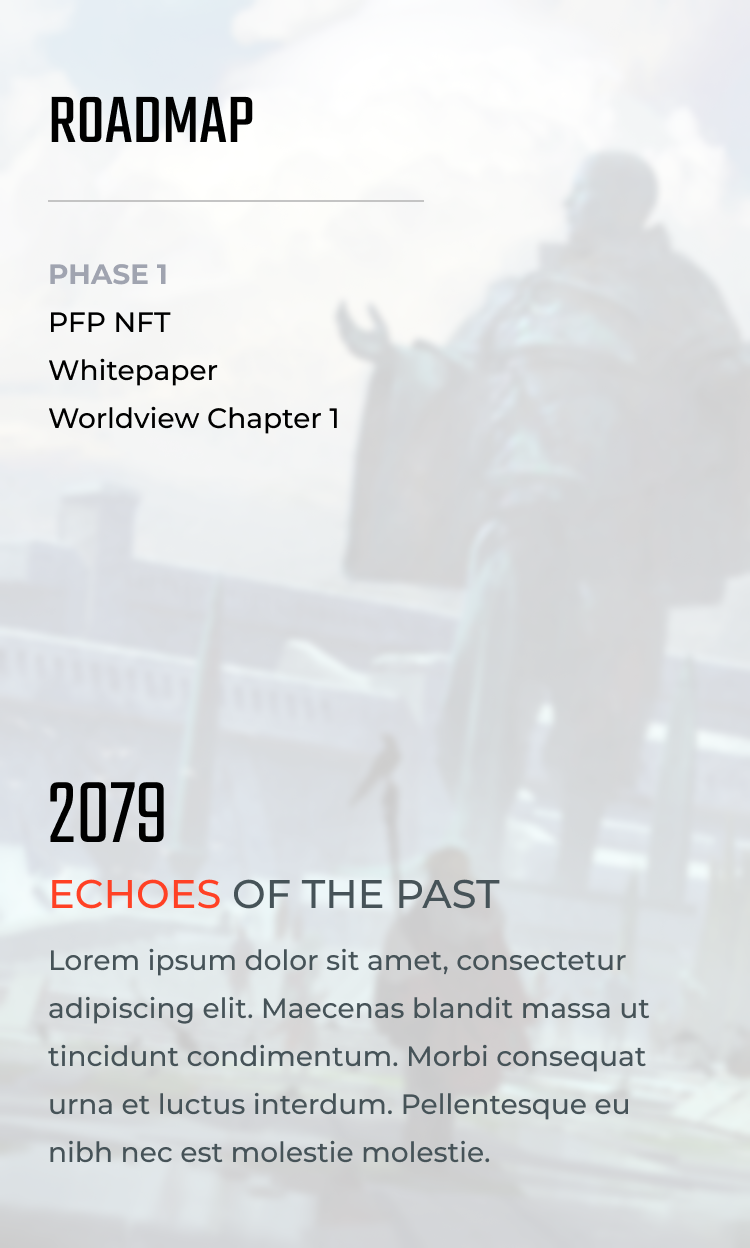 ROADMAP
PHASE 1
PFP NFT
Whitepaper
Worldview Chapter 1
2079
ECHOES OF THE PAST
Lorem ipsum dolor sit amet, consectetur
adipiscing elit. Maecenas blandit massa ut
tincidunt condimentum. Morbi consequat
urna et luctus interdum. Pellentesque eu
nibh nec est molestie molestie.